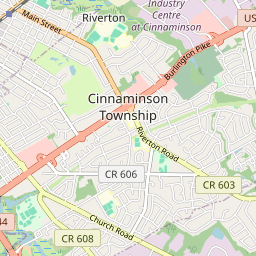 Riverton
Industry
Centre
at Cinnaminson
Main Street
US
Burlington Pike
Cinnaminson
Township
Riverton Road
CR 606
CR 603
44
Church Road
CR 608